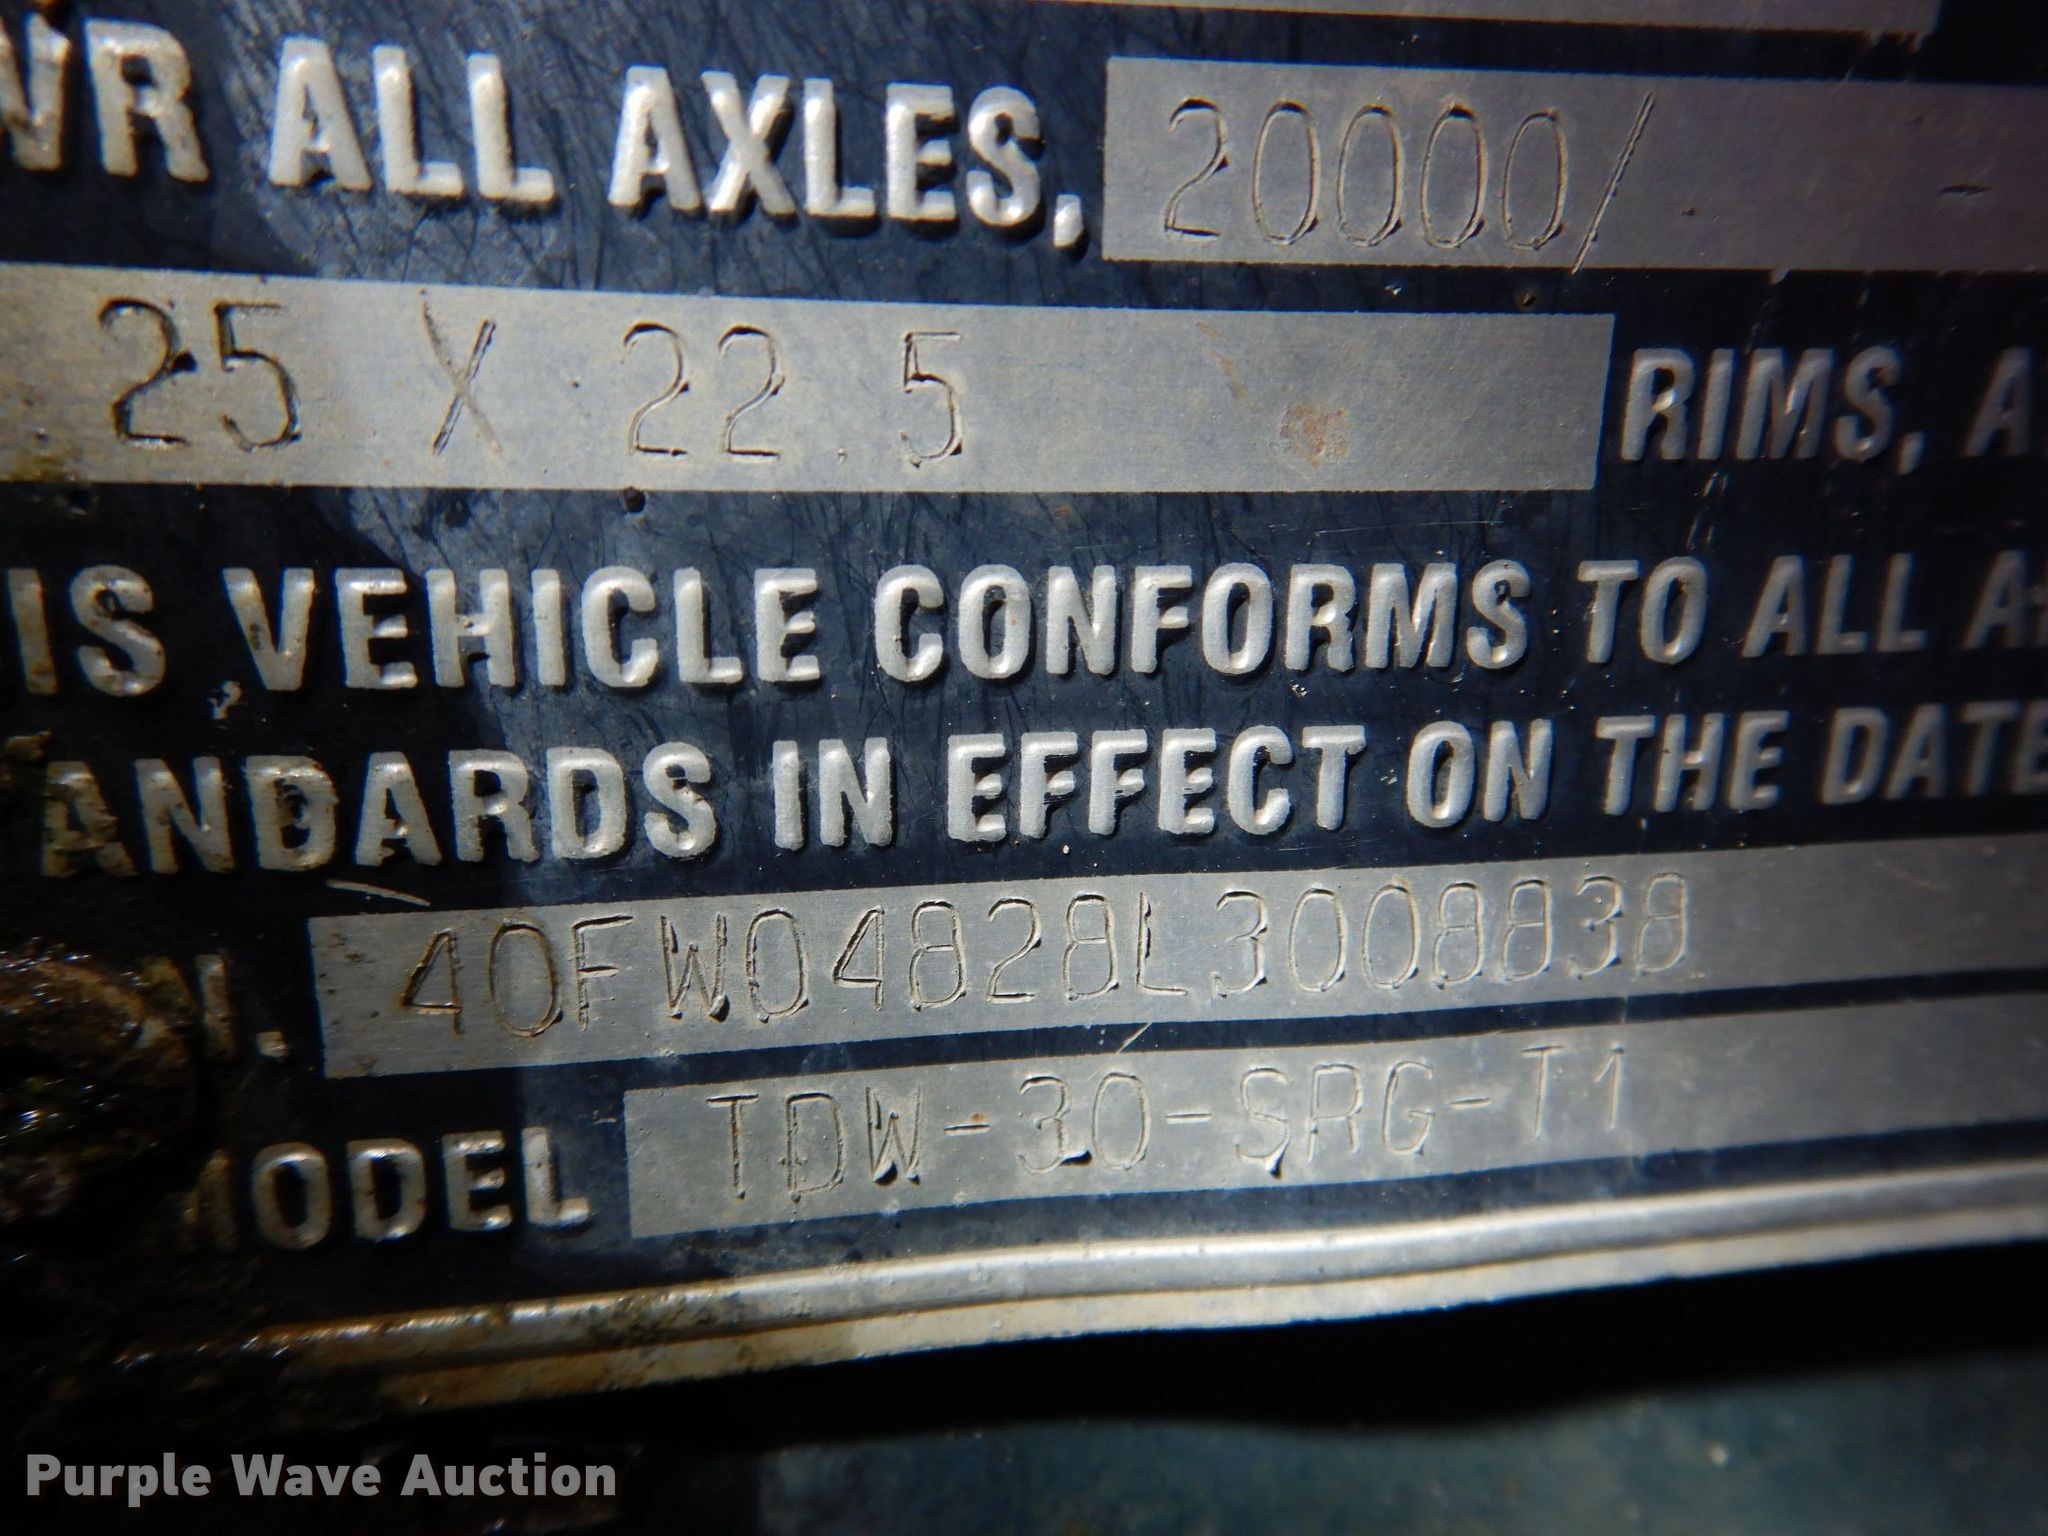 WR ALL AXLES, 20000/ -
25 X 22.5 RIMS, A
IS VEHICLE CONFORMS TO ALL A
ANDARDS IN EFFECT ON THE DATE
N. 40FW04828L3008838
MODEL TDW-30-SRG-T1
Purple Wave Auction